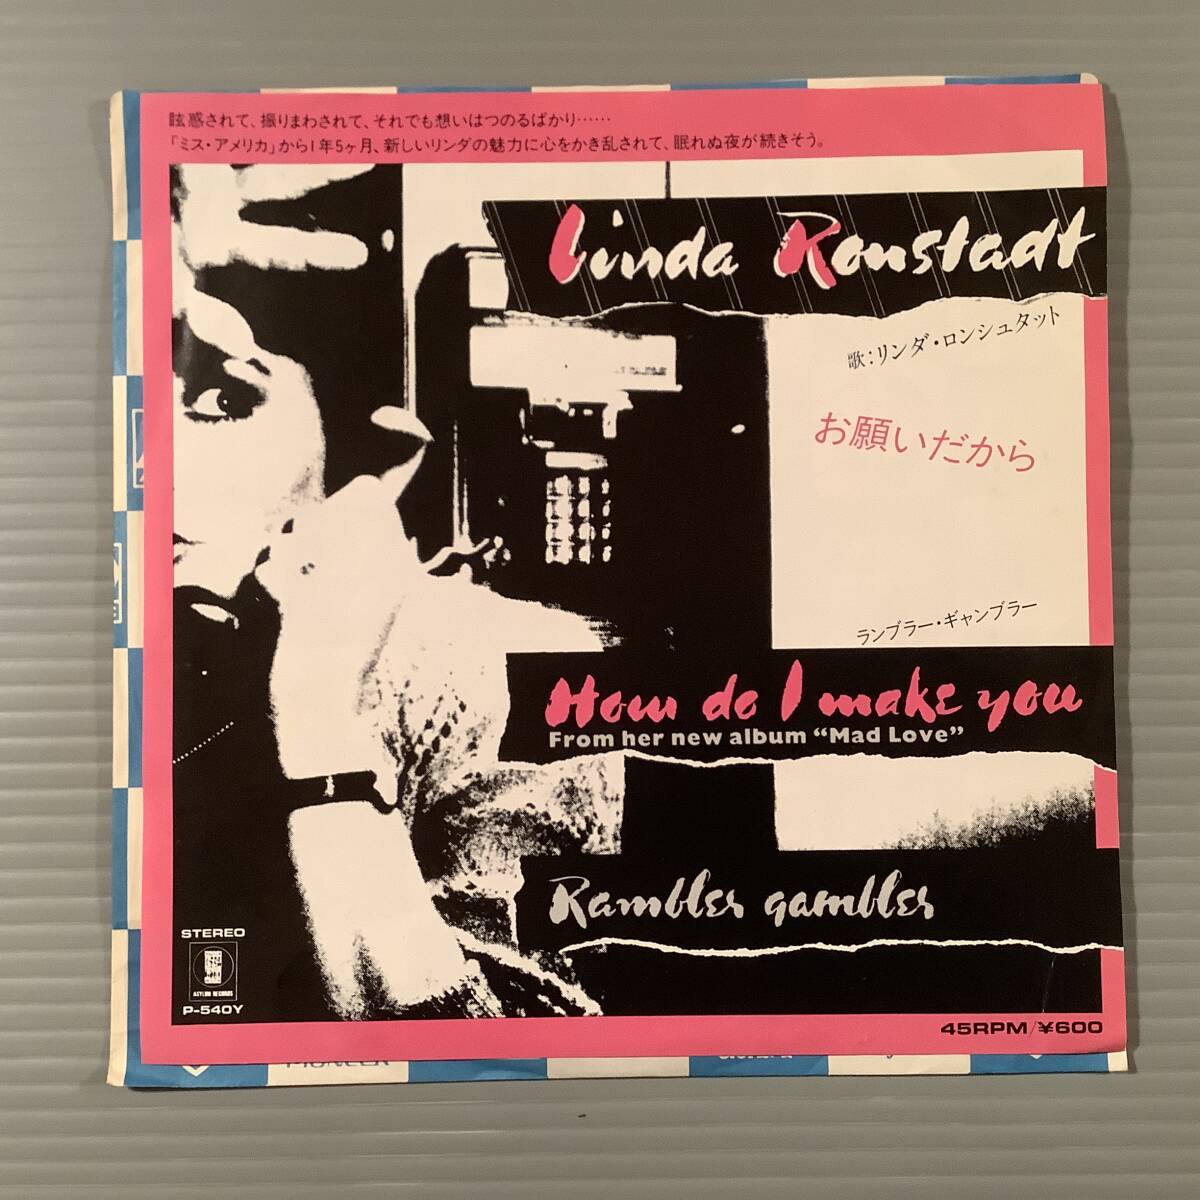 眩惑されて、振りまわされて、それでも想いはつのるばかり……
「ミス・アメリカ」から1年5ヶ月、新しいリンダの魅力に心をかき乱されて、眠れぬ夜が続きそう。
Linda Ronstadt
歌:リンダ・ロンシュタット
お願いだから
ランブラー・ギャンブラー
How do I make you
From her new album “Mad Love”
Rambler gambler
STEREO
ASYLUM RECORDS
P-540Y
45RPM/¥600
PIONEER